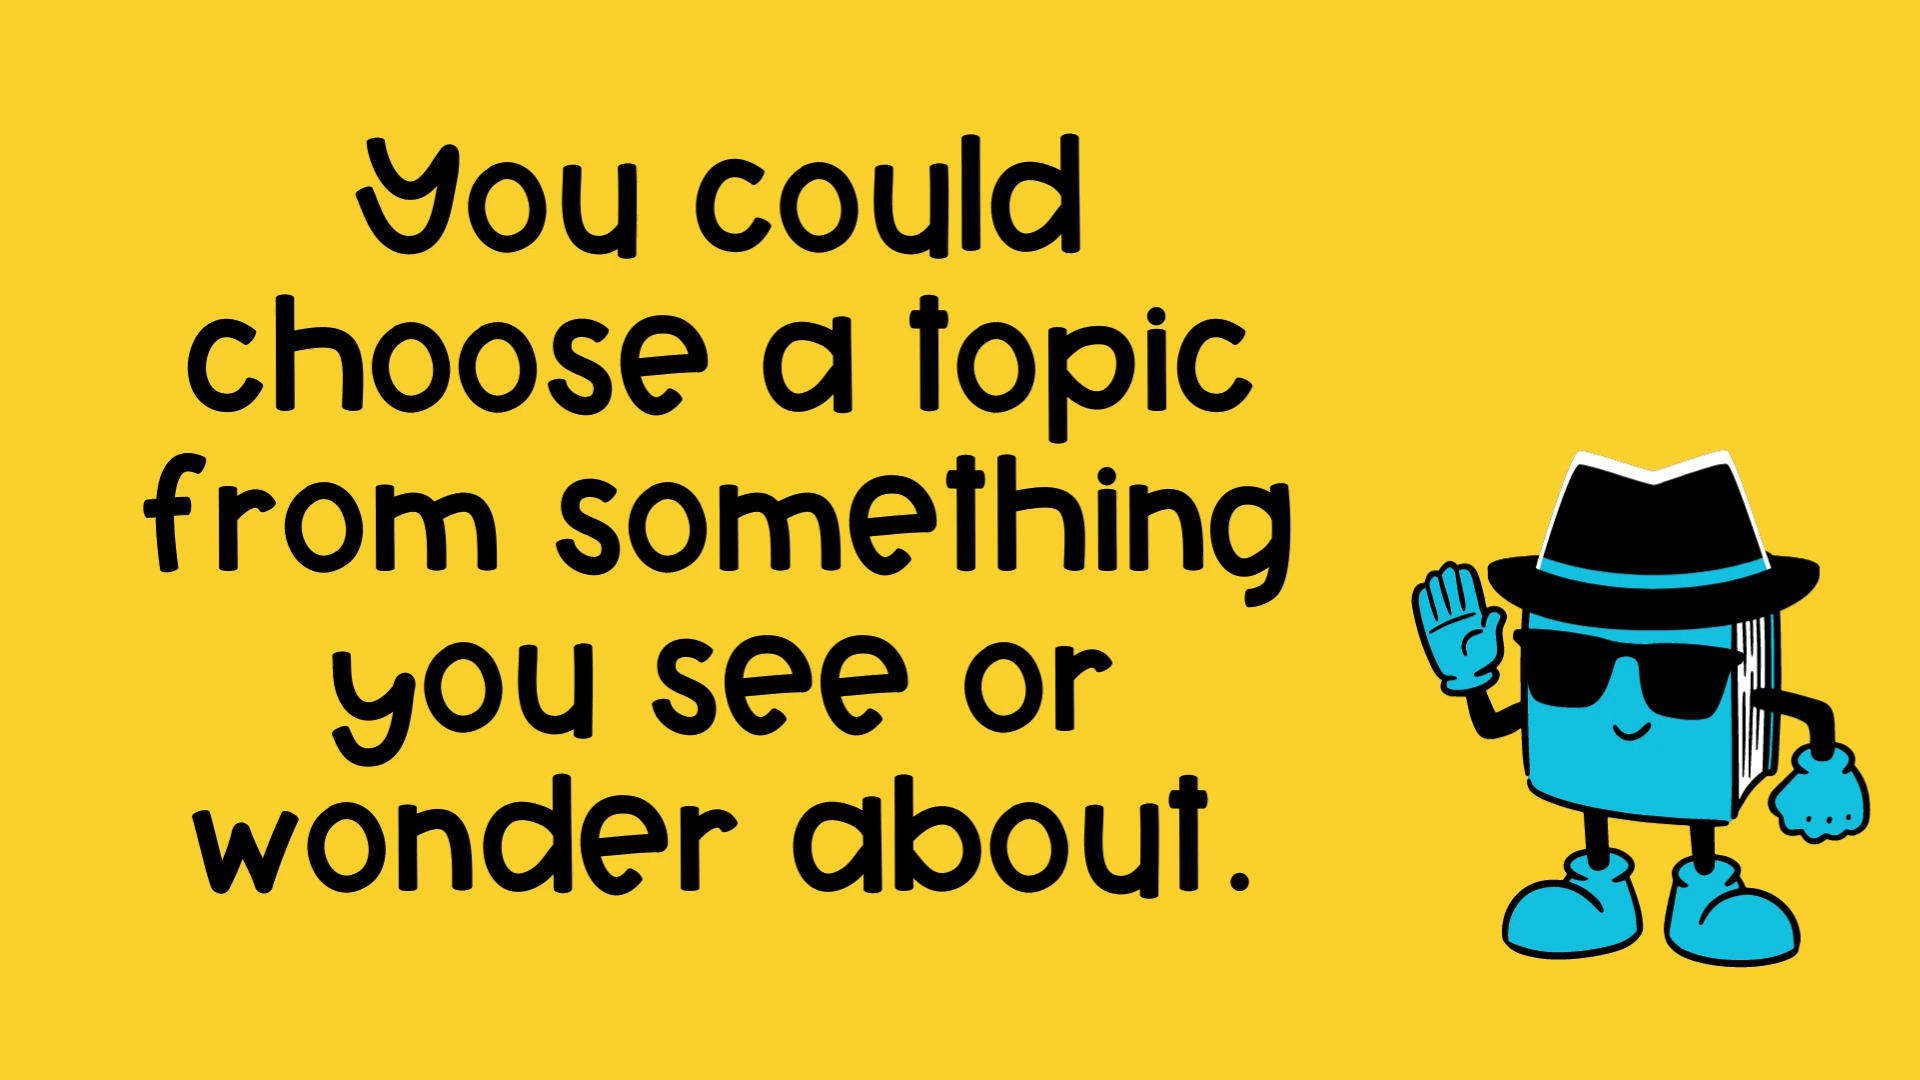 You could
choose a topic
from something
you see or
wonder about.